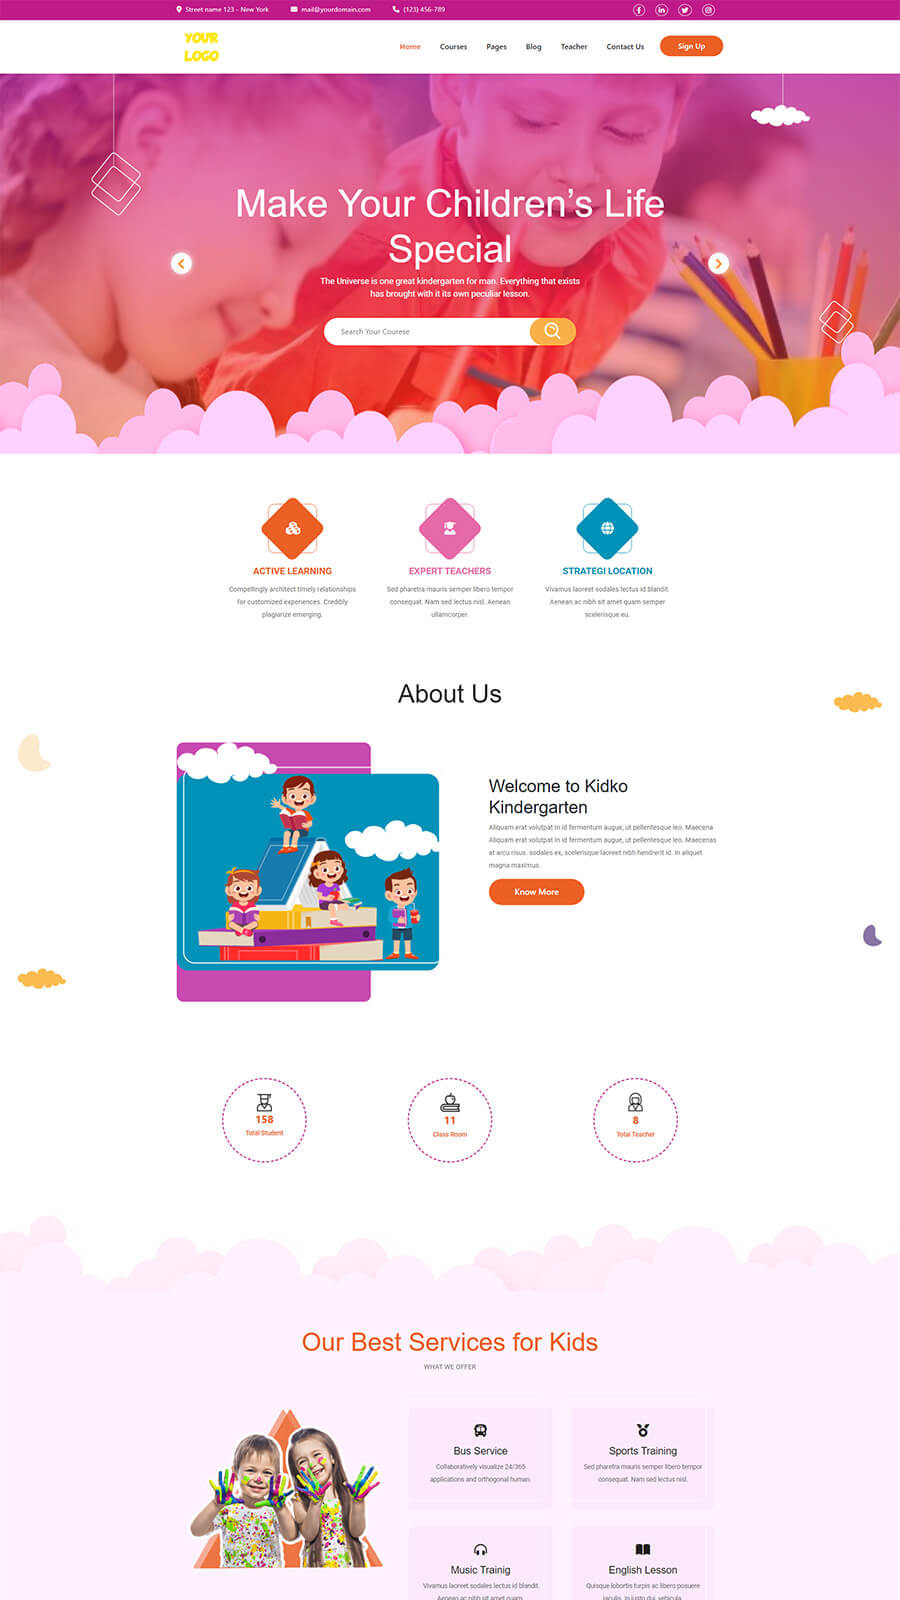 Street name 123 - New York
mail@yourdomain.com
(123) 456-789
YOUR
LOGO
Home
Courses
Pages
Blog
Teacher
Contact Us
Sign Up
Make Your Children's Life
Special
The Universe is one great kindergarten for man. Everything that exists
has brought with it its own peculiar lesson.
Search Your Courese
ACTIVE LEARNING
Compellingly architect timely relationships
for customized experiences. Credibly
plagiarize emerging.
EXPERT TEACHERS
Sed pharetra mauris semper libero tempor
consequat. Nam sed lectus nisl. Aenean
ullamcorper.
STRATEGI LOCATION
Vivamus laoreet sodales lectus id blandit.
Aenean ac nibh sit amet quam semper
scelerisque eu.
About Us
Welcome to Kidko
Kindergarten
Aliquam erat volutpat in id fermentum augue, ut pellentesque leo. Maecena
Aliquam erat volutpat in id fermentum augue, ut pellentesque leo. Maecenas
at arcu risus. sodales ex, scelerisque laoreet nibh hendrerit id. In aliquet
magna maximus.
Know More
158
Total Student
11
Class Room
8
Total Teacher
Our Best Services for Kids
WHAT WE OFFER
Bus Service
Collaboratively visualize 24/365
applications and orthogonal human.
Sports Training
Sed pharetra mauris semper libero tempor
consequat. Nam sed lectus nisl.
Music Trainig
Vivamus laoreet sodales lectus id blandit.
Aenean ac nibh sit amet quam
English Lesson
Quisque lobortis turpis ac libero posuere
iaculis. In justo dui, vehicula